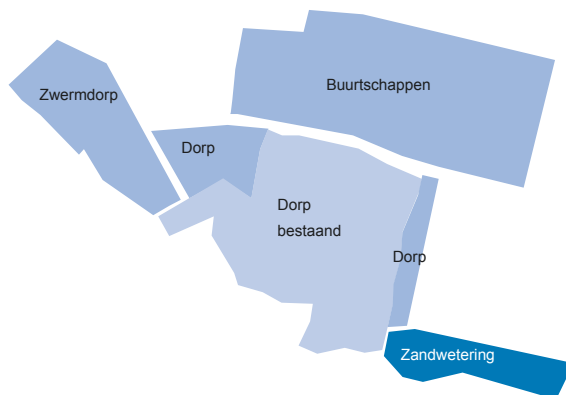 Buurtschappen
Zwermdorp
Dorp
Dorp
bestaand
Dorp
Zandwetering